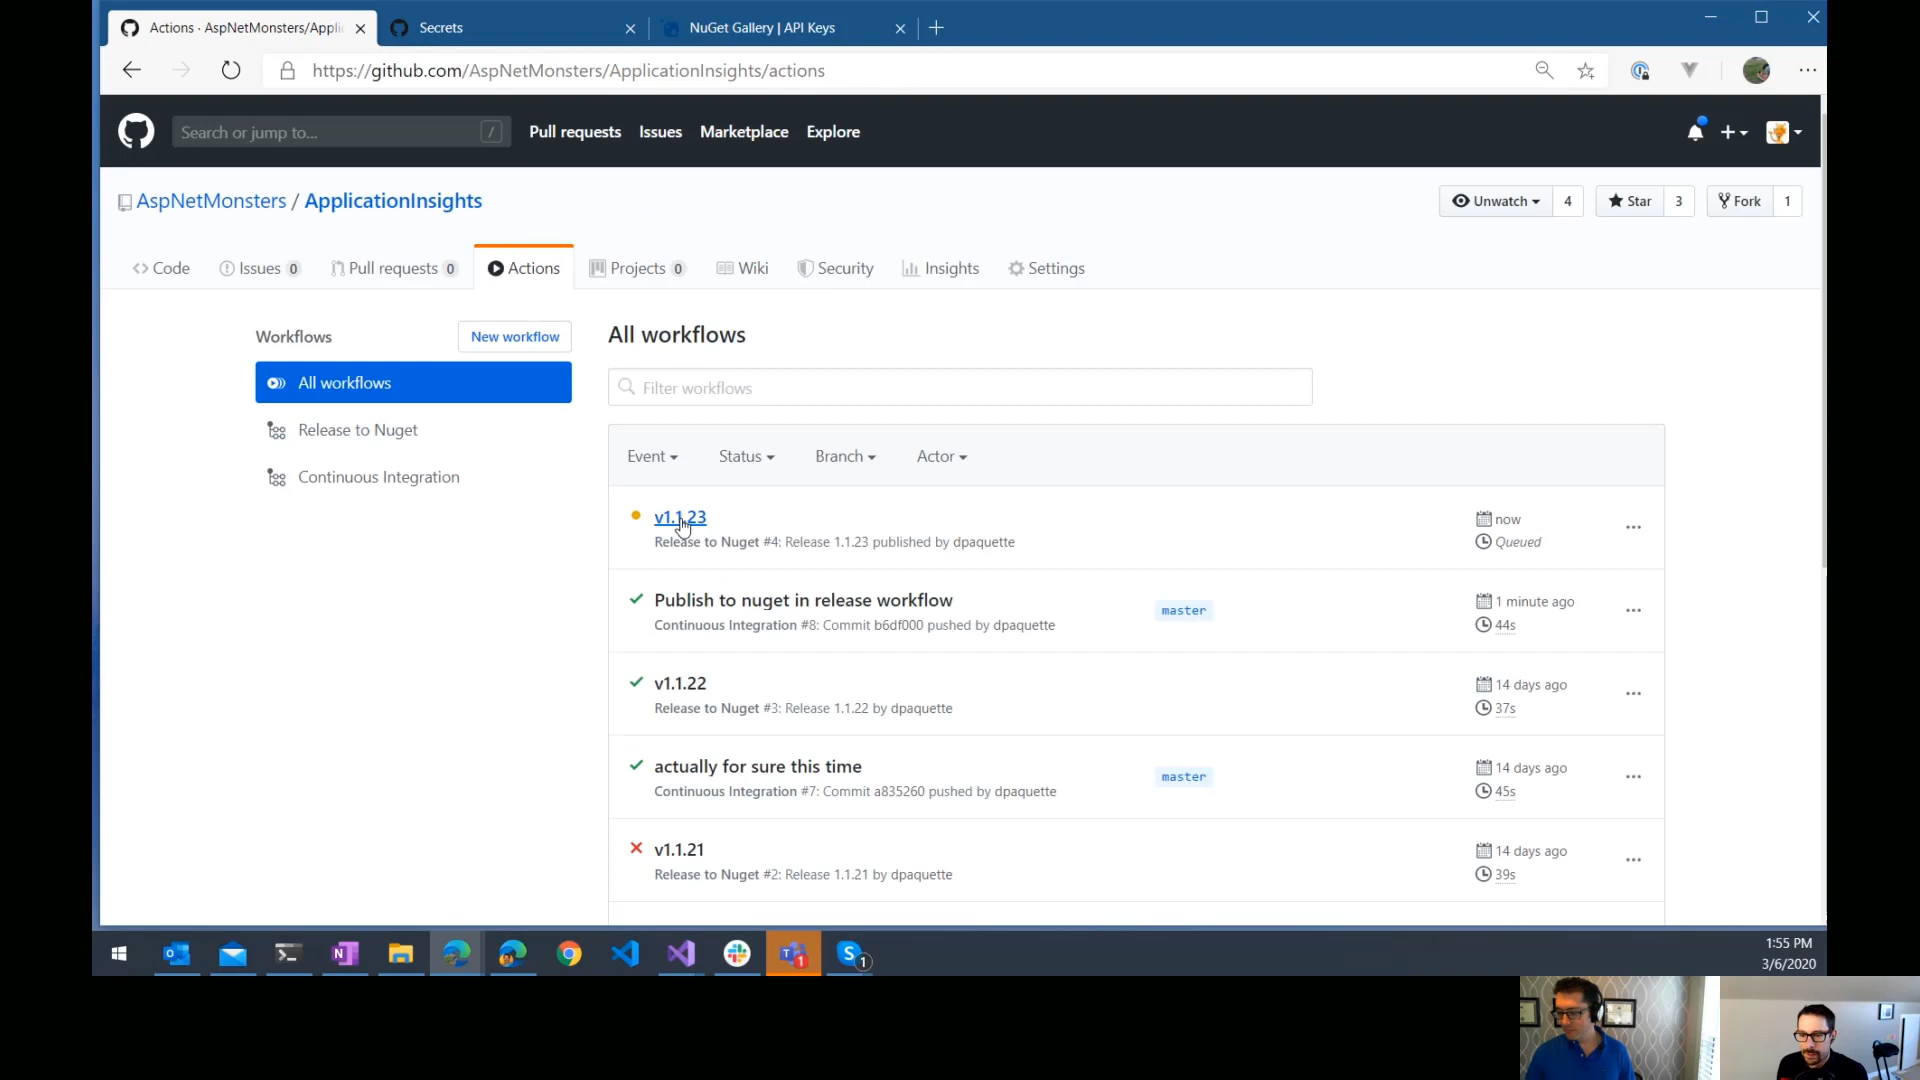 Actions · AspNetMonsters/Appli
Secrets
NuGet Gallery | API Keys
https://github.com/AspNetMonsters/ApplicationInsights/actions
Search or jump to...
/
Pull requests
Issues
Marketplace
Explore
AspNetMonsters / ApplicationInsights
Unwatch 4
Star 3
Fork 1
Code
Issues 0
Pull requests 0
Actions
Projects 0
Wiki
Security
Insights
Settings
Workflows
New workflow
All workflows
Release to Nuget
Continuous Integration
All workflows
Filter workflows
Event
Status
Branch
Actor
v1.1.23
Release to Nuget #4: Release 1.1.23 published by dpaquette
now
Queued
Publish to nuget in release workflow
Continuous Integration #8: Commit b6df000 pushed by dpaquette
master
1 minute ago
44s
v1.1.22
Release to Nuget #3: Release 1.1.22 by dpaquette
14 days ago
37s
actually for sure this time
Continuous Integration #7: Commit a835260 pushed by dpaquette
master
14 days ago
45s
v1.1.21
Release to Nuget #2: Release 1.1.21 by dpaquette
14 days ago
39s
1
1
1:55 PM
3/6/2020